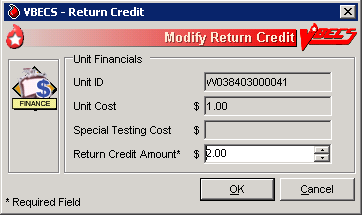 VBECS - Return Credit
Modify Return Credit VBECS
Unit Financials
FINANCE
Unit ID W038403000041
Unit Cost $ 1.00
Special Testing Cost $
Return Credit Amount* $ 2.00
OK Cancel
* Required Field